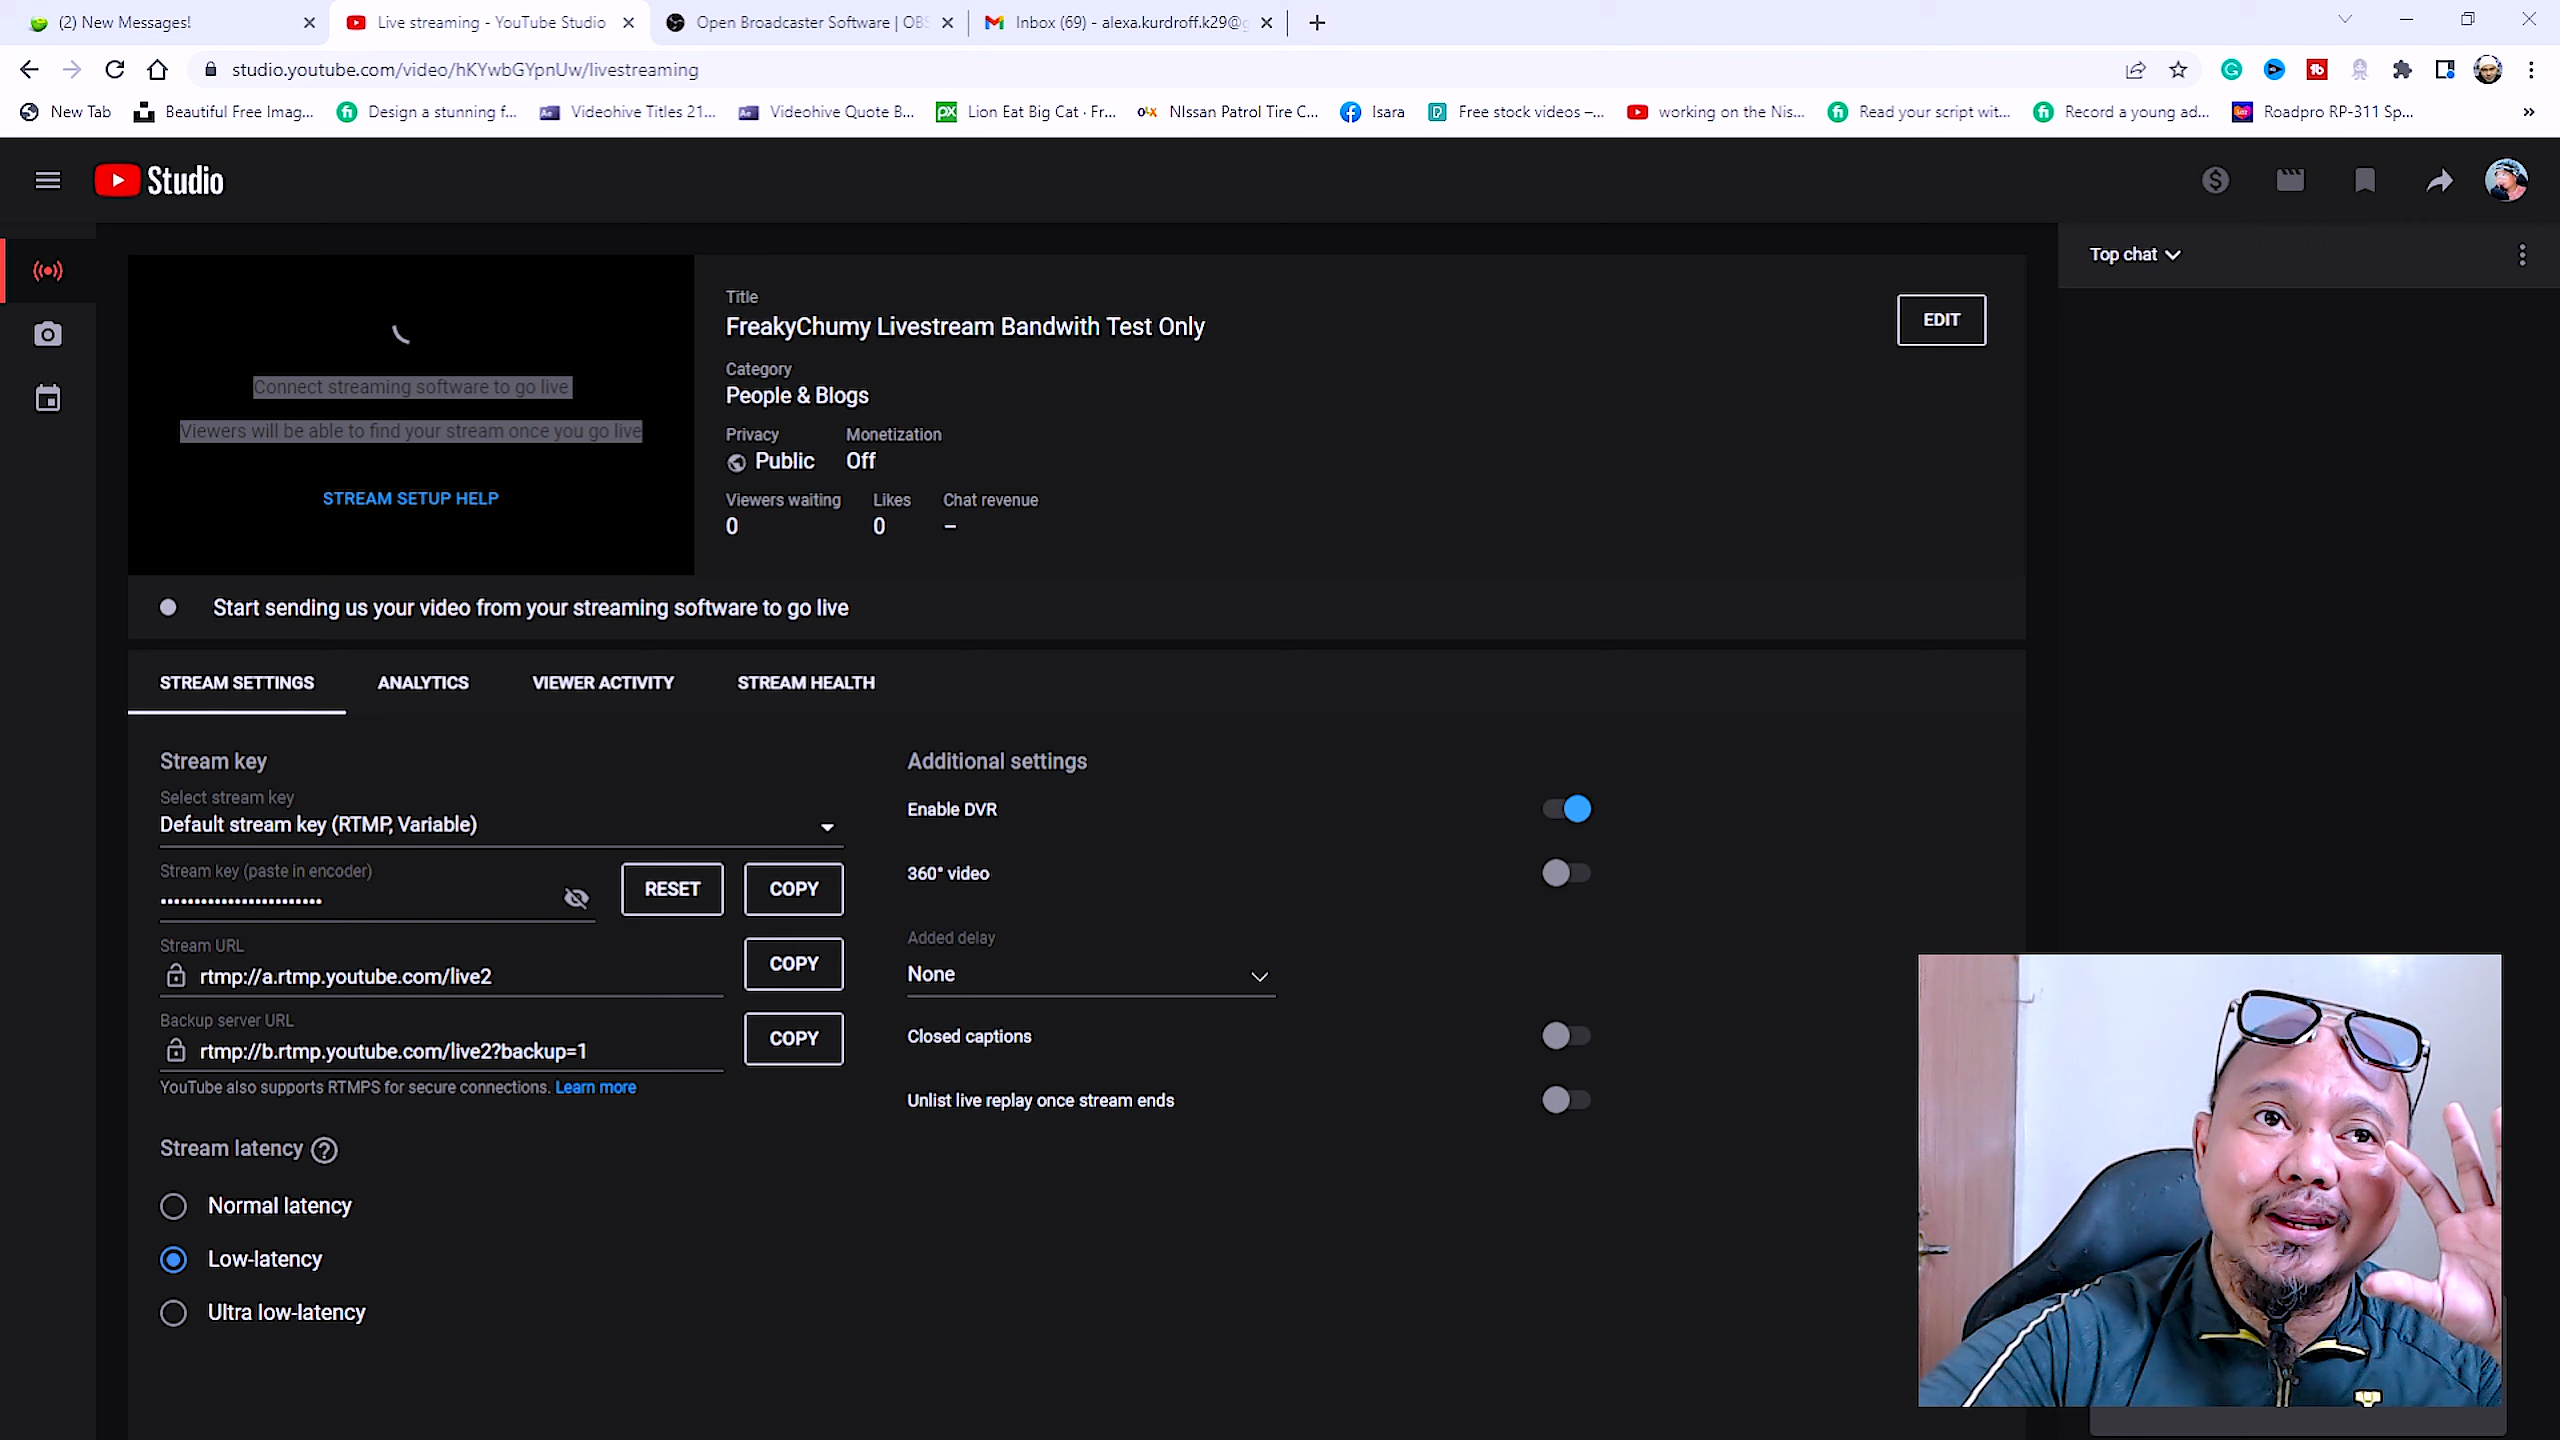 (2) New Messages!
Live streaming - YouTube Studio
Open Broadcaster Software | OBS
Inbox (69) - alexa.kurdroff.k29@g
studio.youtube.com/video/hKYwbGYpnUw/livestreaming
New Tab
Beautiful Free Imag...
Design a stunning f...
Videohive Titles 21...
Videohive Quote B...
Lion Eat Big Cat · Fr...
NIssan Patrol Tire C...
Isara
Free stock videos –...
working on the Nis...
Read your script wit...
Record a young ad...
Roadpro RP-311 Sp...
Studio
Top chat
Connect streaming software to go live
Viewers will be able to find your stream once you go live
STREAM SETUP HELP
Title
FreakyChumy Livestream Bandwith Test Only
EDIT
Category
People & Blogs
Privacy Monetization
Public Off
Viewers waiting Likes Chat revenue
0 0 –
Start sending us your video from your streaming software to go live
STREAM SETTINGS ANALYTICS VIEWER ACTIVITY STREAM HEALTH
Stream key
Select stream key
Default stream key (RTMP, Variable)
Stream key (paste in encoder)
••••••••••••••••••••••••
RESET COPY
Stream URL
rtmp://a.rtmp.youtube.com/live2
COPY
Backup server URL
rtmp://b.rtmp.youtube.com/live2?backup=1
COPY
YouTube also supports RTMPS for secure connections. Learn more
Stream latency
Normal latency
Low-latency
Ultra low-latency
Additional settings
Enable DVR
360° video
Added delay
None
Closed captions
Unlist live replay once stream ends